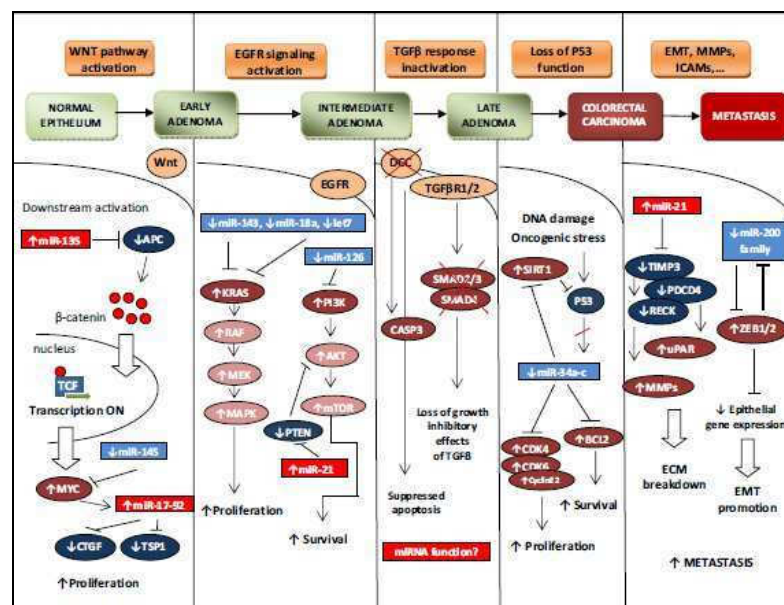 WNT pathway
activation
EGFR signaling
activation
TGFβ response
inactivation
Loss of P53
function
EMT, MMPs,
ICAMs,...
NORMAL
EPITHELIUM
EARLY
ADENOMA
INTERMEDIATE
ADENOMA
LATE
ADENOMA
COLORECTAL
CARCINOMA
METASTASIS
Wnt
Downstream activation
↑miR-135
↓APC
β-catenin
nucleus
TCF
Transcription ON
↓miR-145
↑MYC
↑miR-17-92
↓CTGF
↓TSP1
↑Proliferation
EGFR
↓miR-143, ↓miR-18a, ↓let7
↓miR-126
↑KRAS
↑PI3K
↑RAF
↑AKT
↑MEK
↑MAPK
↑mTOR
↓PTEN
↑miR-21
↑Proliferation
↑ Survival
DCC
TGFβR1/2
SMAD2/3
SMAD4
CASP3
Loss of growth
inhibitory
effects
of TGFβ
Suppressed
apoptosis
miRNA function?
DNA damage
Oncogenic stress
↑SIRT1
P53
↓miR-34a-c
↑CDK4
↑CDK6
↑BCL2
↑ Survival
↑ Proliferation
↑miR-21
↓miR-200
family
↓TIMP3
↓PDCD4
↓RECK
↑ZEB1/2
↑uPAR
↑MMPs
↓ Epithelial
gene expression
ECM
breakdown
EMT
promotion
↑ METASTASIS